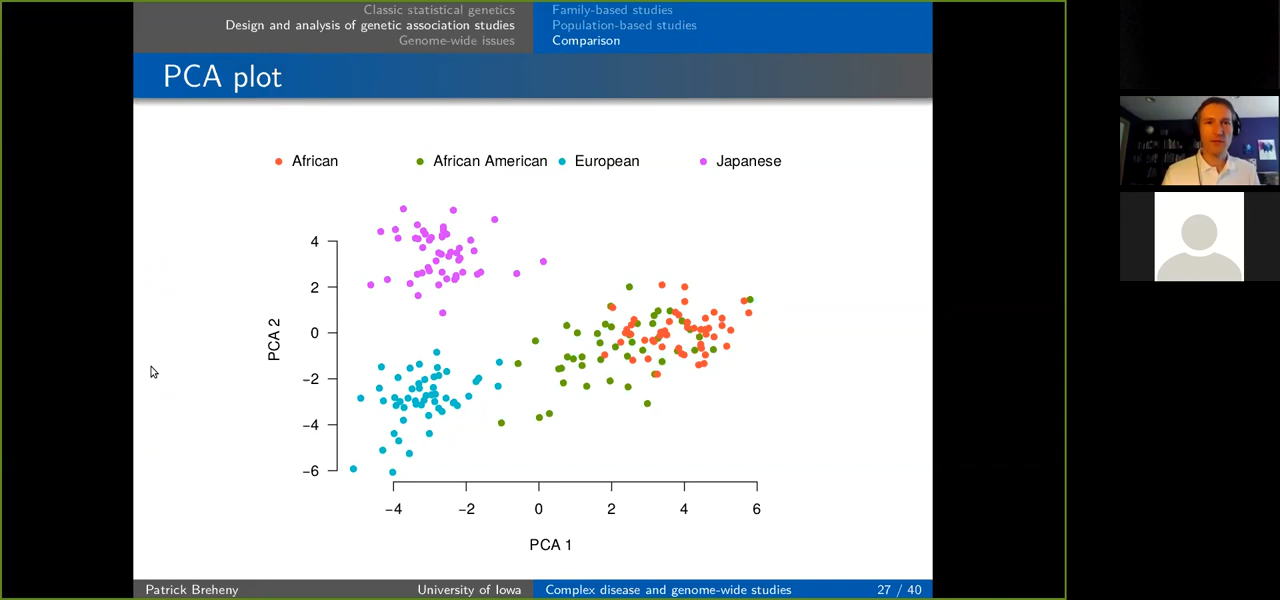 Classic statistical genetics
Design and analysis of genetic association studies
Genome-wide issues
Family-based studies
Population-based studies
Comparison
PCA plot
African African American European Japanese
4
2
0
−2
−4
−6
PCA 2
−4 −2 0 2 4 6
PCA 1
Patrick Breheny University of Iowa Complex disease and genome-wide studies 27 / 40